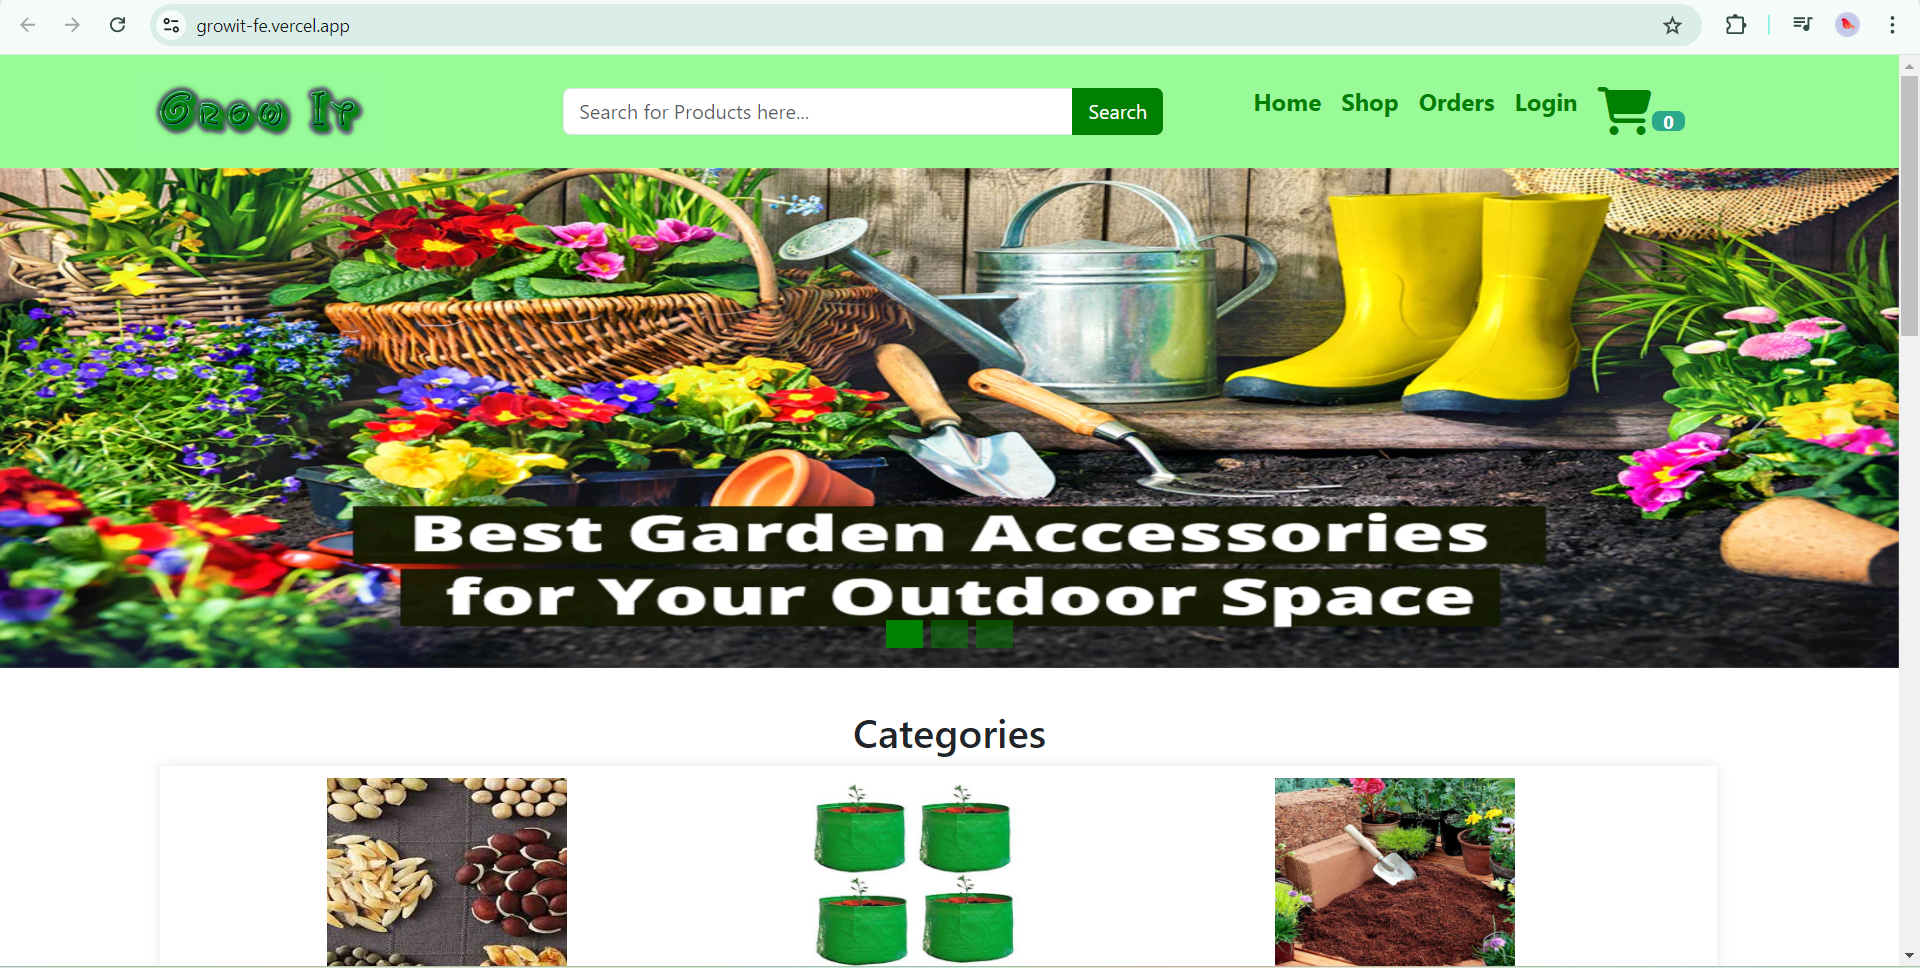 growit-fe.vercel.app
Grow It
Search for Products here...
Search
Home
Shop
Orders
Login
0
Best Garden Accessories
for Your Outdoor Space
Categories